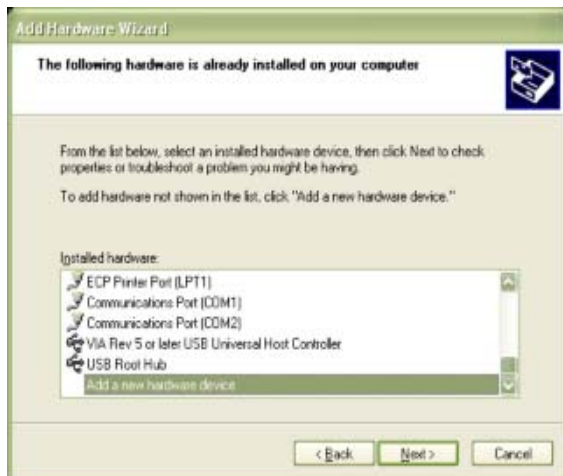 Add Hardware Wizard
The following hardware is already installed on your computer
From the list below, select an installed hardware device, then click Next to check
properties or troubleshoot a problem you might be having.
To add hardware not shown in the list, click "Add a new hardware device."
Installed hardware:
ECP Printer Port (LPT1)
Communications Port (COM1)
Communications Port (COM2)
VIA Rev 5 or later USB Universal Host Controller
USB Root Hub
Add a new hardware device
< Back
Next >
Cancel